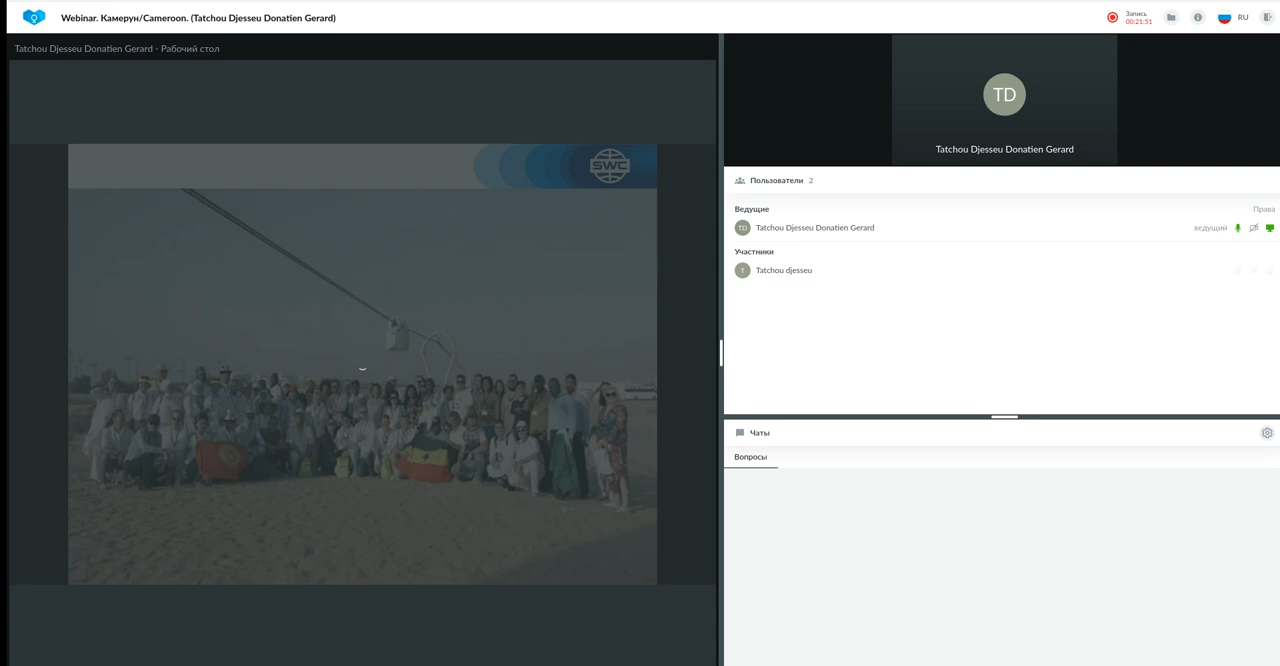 Webinar. Камерун/Cameroon. (Tatchou Djesseu Donatien Gerard)
Запись
00:21:51
RU
Tatchou Djesseu Donatien Gerard - Рабочий стол
SWC
TD
Tatchou Djesseu Donatien Gerard
Пользователи 2
Ведущие Права
TD Tatchou Djesseu Donatien Gerard ведущий
Участники
T Tatchou djesseu
Чаты
Вопросы